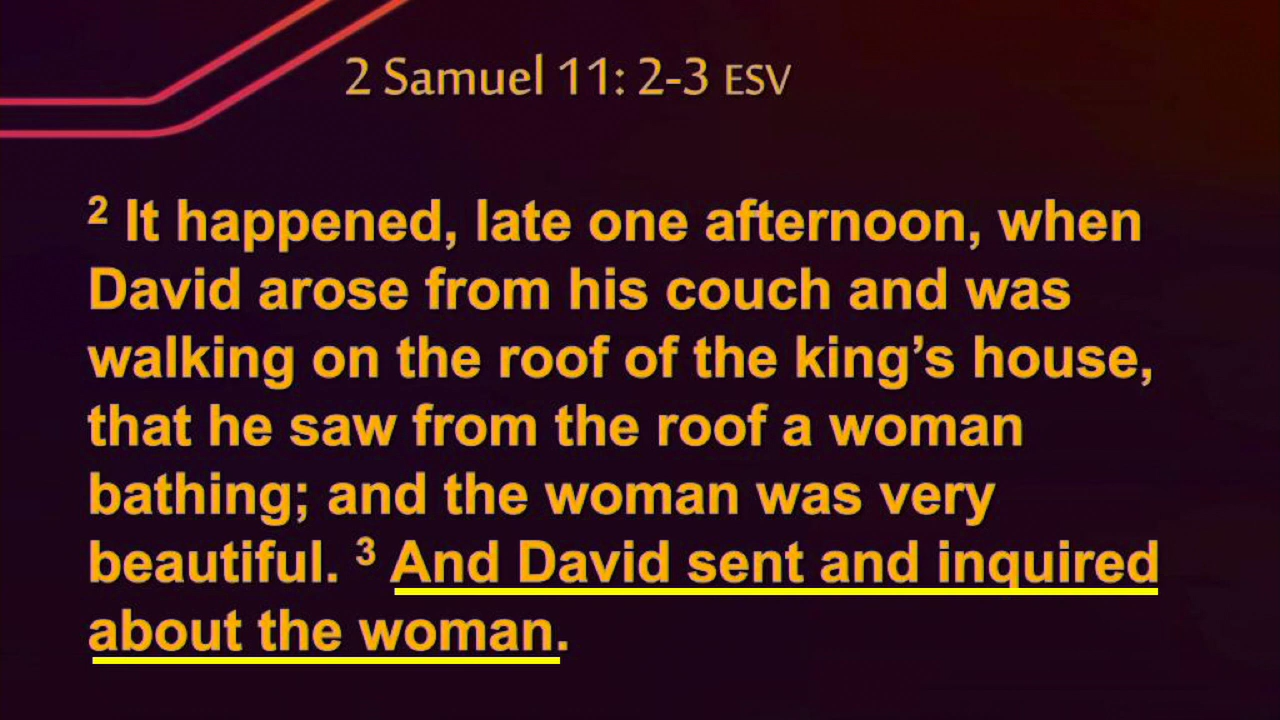 2 Samuel 11: 2-3 ESV
² It happened, late one afternoon, when
David arose from his couch and was
walking on the roof of the king’s house,
that he saw from the roof a woman
bathing; and the woman was very
beautiful. ³ And David sent and inquired
about the woman.